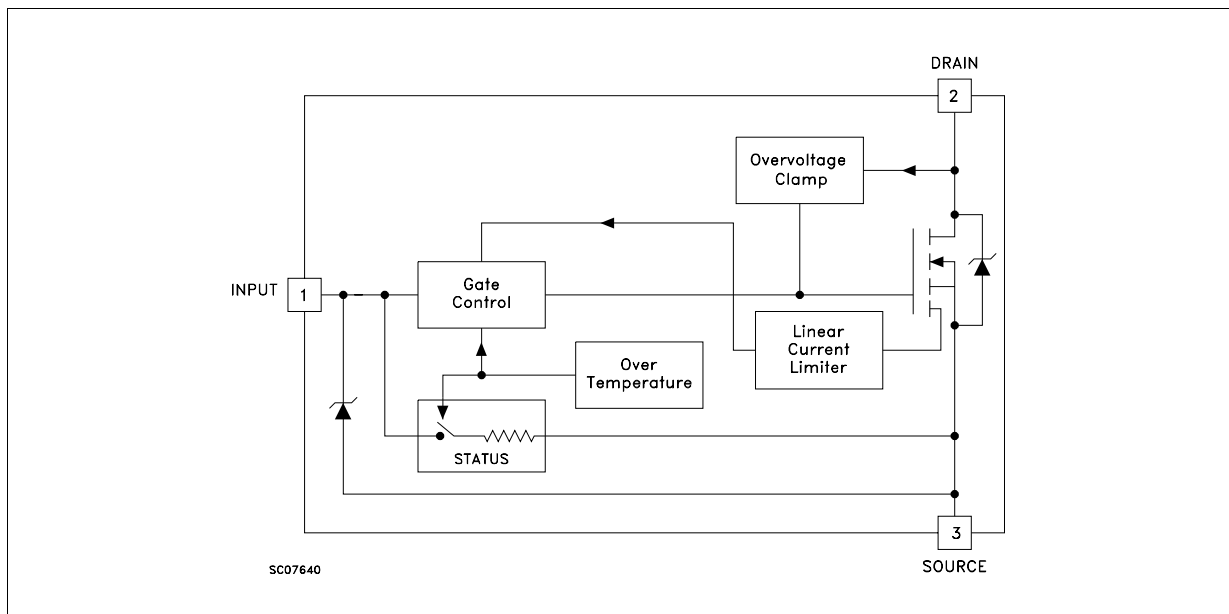 DRAIN
2
Overvoltage
Clamp
INPUT
1
Gate
Control
Linear
Current
Limiter
Over
Temperature
STATUS
3
SOURCE
SC07640